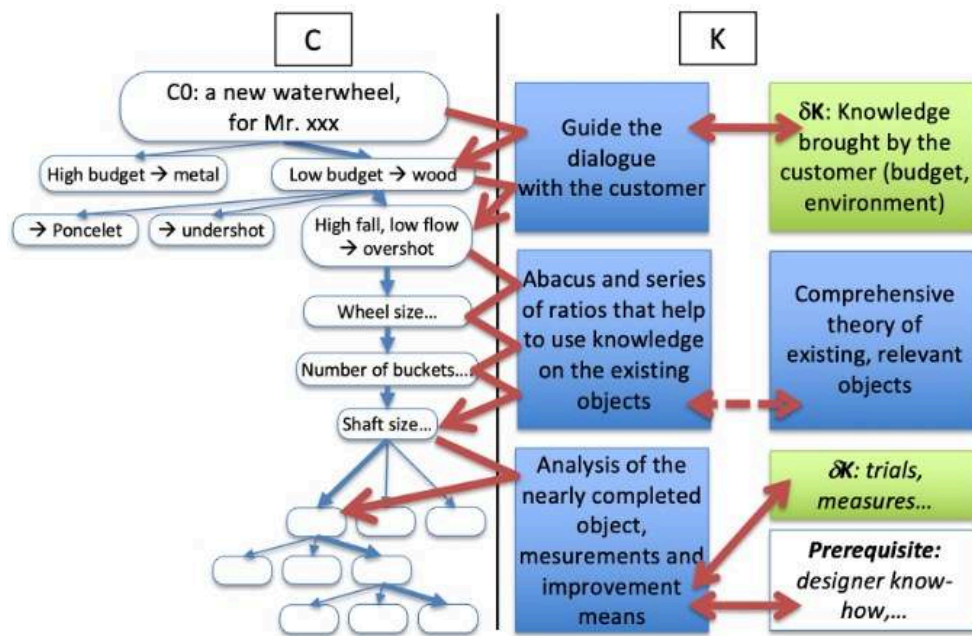 C
K
C0: a new waterwheel,
for Mr. xxx
High budget → metal
Low budget → wood
→ Poncelet
→ undershot
High fall, low flow
→ overshot
Wheel size...
Number of buckets....
Shaft size...
Guide the
dialogue
with the customer
δK: Knowledge
brought by the
customer (budget,
environment)
Abacus and series
of ratios that help
to use knowledge
on the existing
objects
Comprehensive
theory of
existing, relevant
objects
Analysis of the
nearly completed
object,
mesurements and
improvement
means
δK: trials,
measures...
Prerequisite:
designer know-
how,...